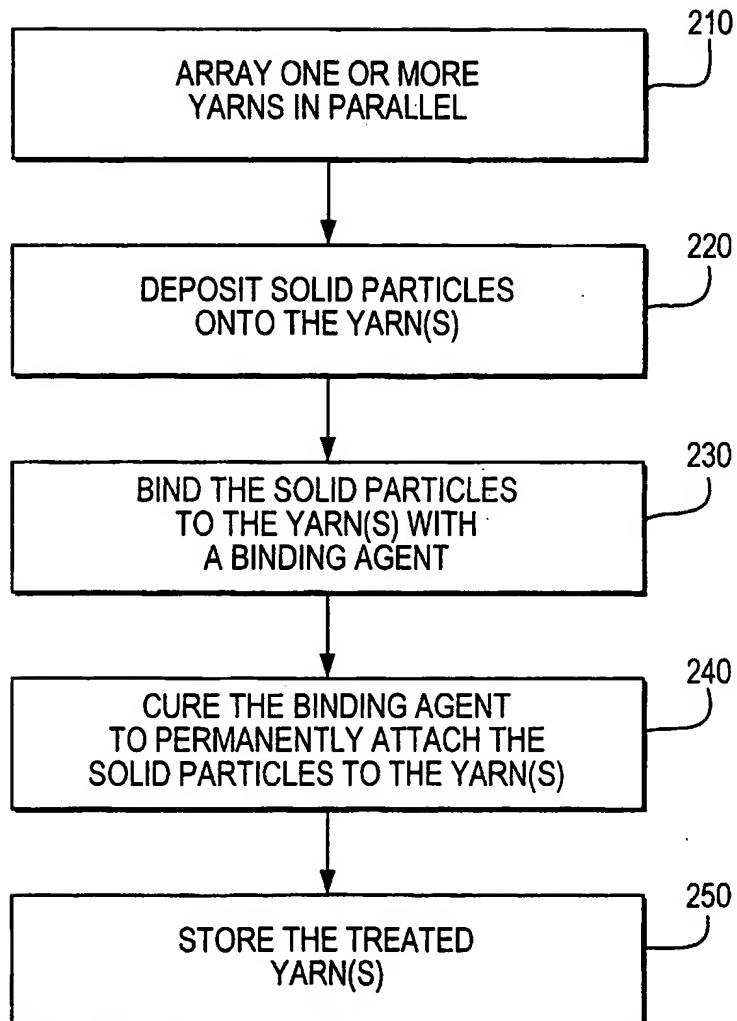 210
ARRAY ONE OR MORE
YARNS IN PARALLEL
220
DEPOSIT SOLID PARTICLES
ONTO THE YARN(S)
230
BIND THE SOLID PARTICLES
TO THE YARN(S) WITH
A BINDING AGENT
240
CURE THE BINDING AGENT
TO PERMANENTLY ATTACH THE
SOLID PARTICLES TO THE YARN(S)
250
STORE THE TREATED
YARN(S)